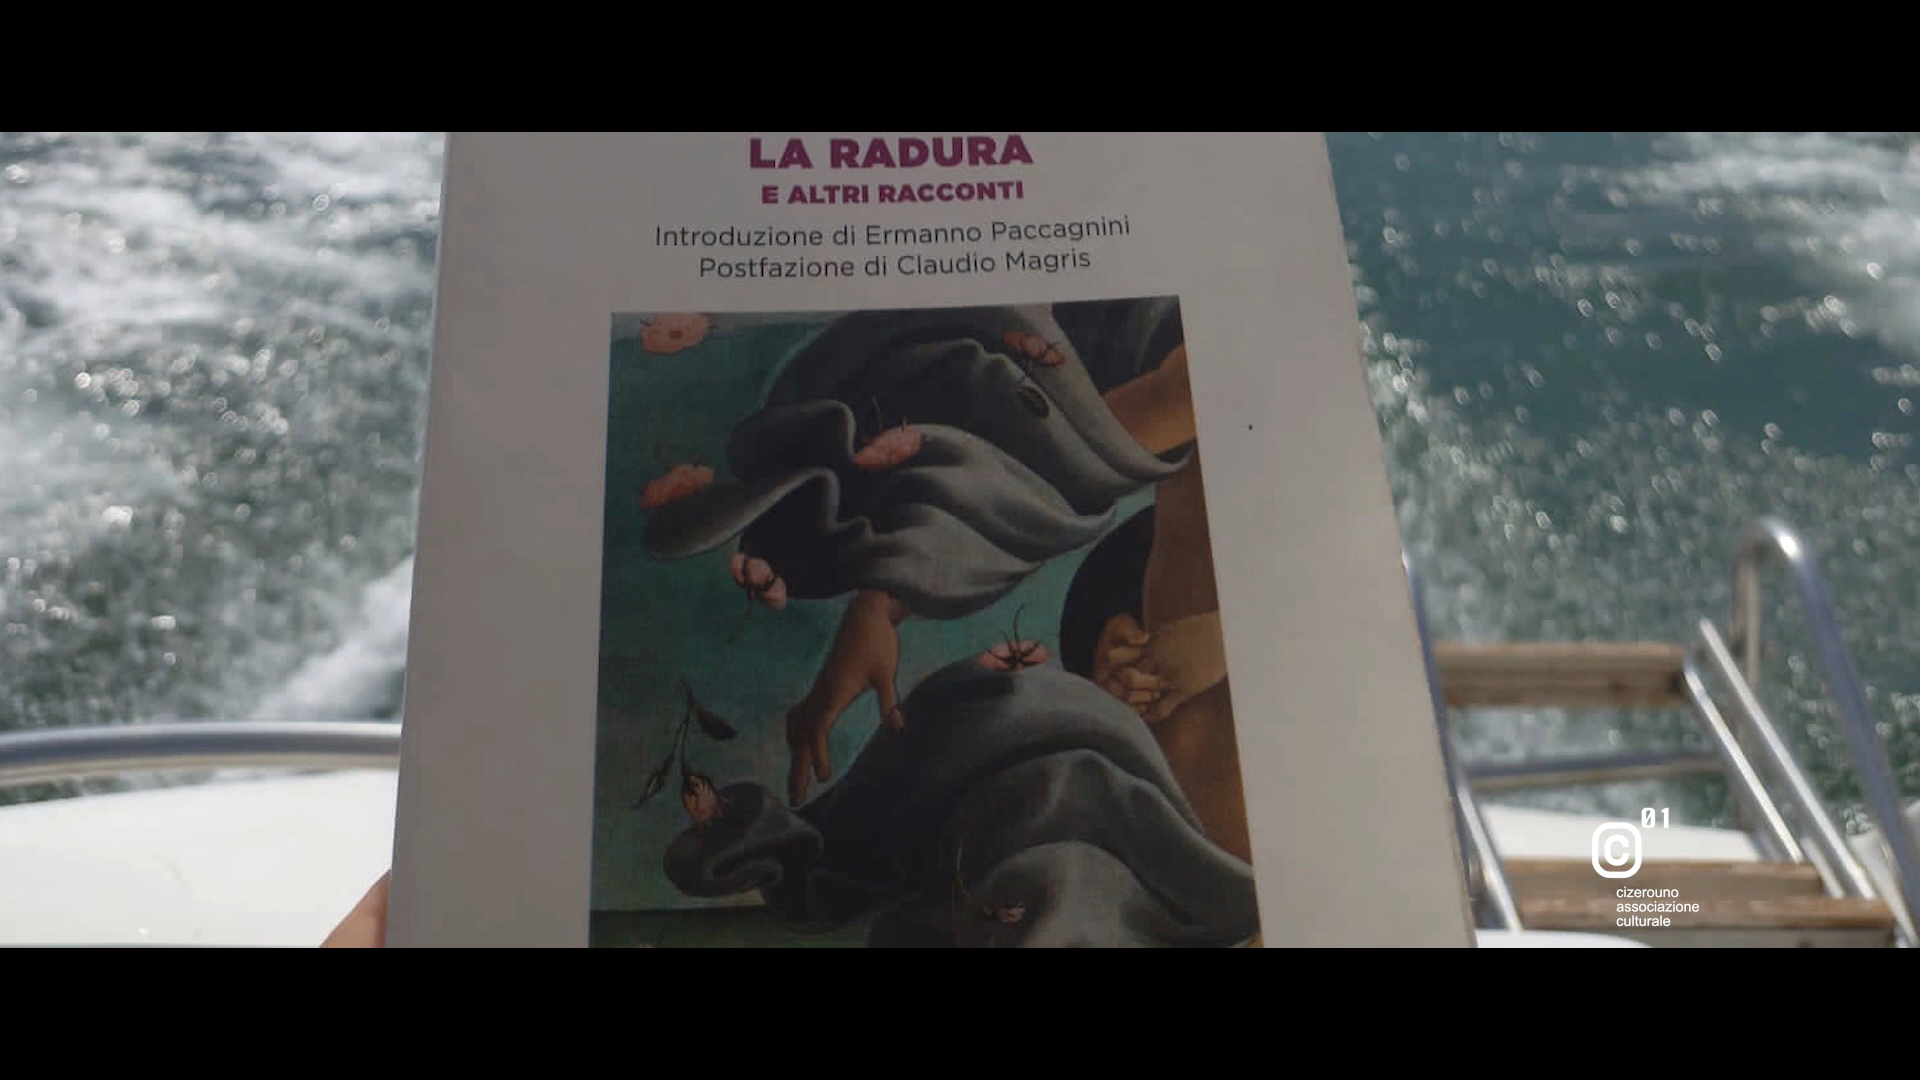 LA RADURA
E ALTRI RACCONTI
Introduzione di Ermanno Paccagnini
Postfazione di Claudio Magris
01
C
cizerouno
associazione
culturale